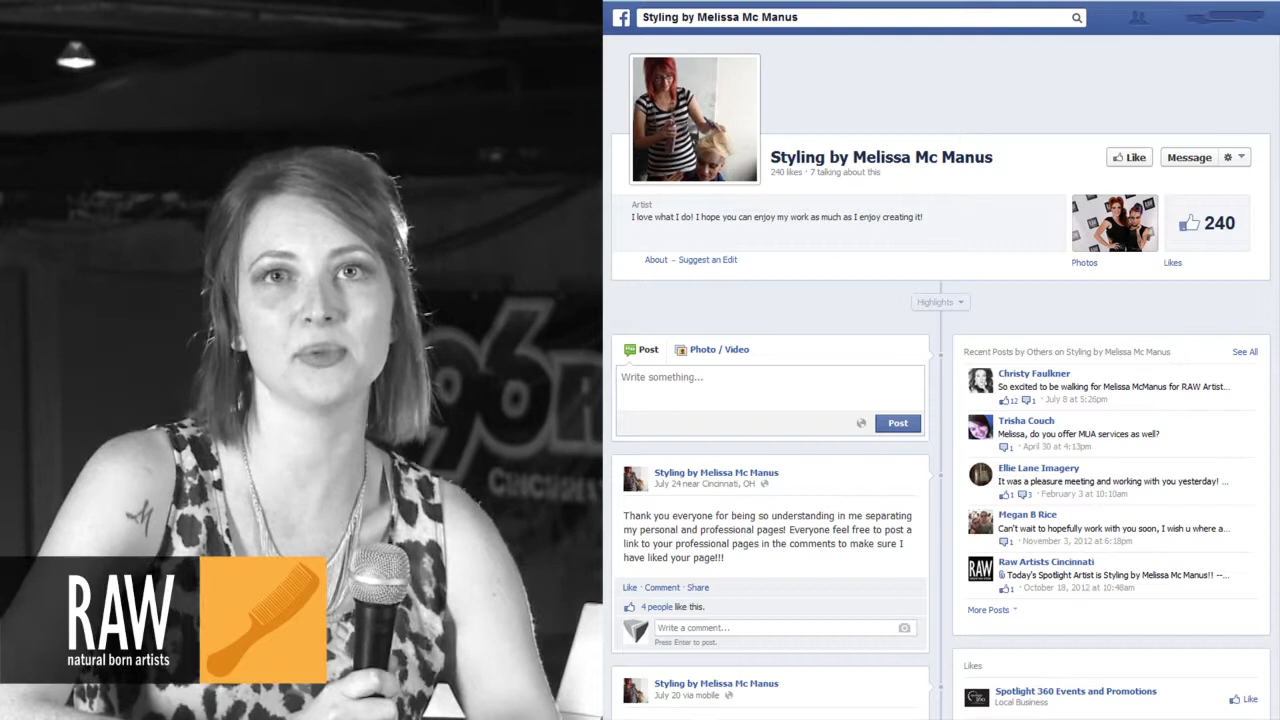 Styling by Melissa Mc Manus
Styling by Melissa Mc Manus
240 likes · 7 talking about this
Like
Message
Artist
I love what I do! I hope you can enjoy my work as much as I enjoy creating it!
240
About - Suggest an Edit
Photos
Likes
Highlights
Post
Photo / Video
Write something...
Post
Styling by Melissa Mc Manus
July 24 near Cincinnati, OH
Thank you everyone for being so understanding in me separating
my personal and professional pages! Everyone feel free to post a
link to your professional pages in the comments to make sure I
have liked your page!!!
Like · Comment · Share
4 people like this.
Write a comment...
Press Enter to post.
Styling by Melissa Mc Manus
July 20 via mobile
Recent Posts by Others on Styling by Melissa Mc Manus
See All
Christy Faulkner
So excited to be walking for Melissa McManus for RAW Artist...
12 1 · July 8 at 5:26pm
Trisha Couch
Melissa, do you offer MUA services as well?
1 · April 30 at 4:13pm
Ellie Lane Imagery
It was a pleasure meeting and working with you yesterday! ...
1 3 · February 3 at 10:10am
Megan B Rice
Can't wait to hopefully work with you soon, I wish u where a...
1 · November 3, 2012 at 6:18pm
RAW
Raw Artists Cincinnati
Today's Spotlight Artist is Styling by Melissa Mc Manus!! --...
1 · October 18, 2012 at 10:48am
More Posts
Likes
Spotlight 360 Events and Promotions
Local Business
Like
RAW
natural born artists